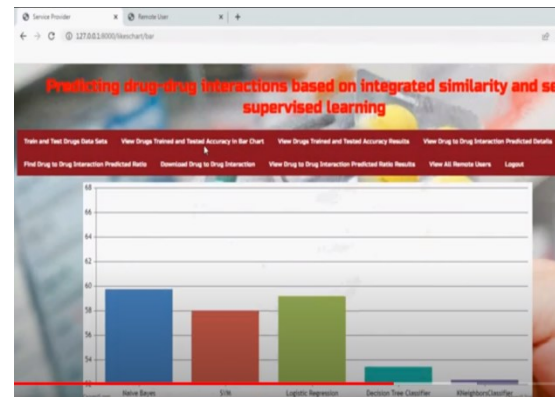 Service Provider
Remote User
127.0.0.1:8000/likeschart/bar
Predicting drug-drug interactions based on integrated similarity and se
supervised learning
Train and Test Drugs Data Sets View Drugs Trained and Tested Accuracy in Bar Chart View Drugs Trained and Tested Accuracy Results View Drug to Drug Interaction Predicted Details
Find Drug to Drug Interaction Predicted Ratio Download Drug to Drug Interaction View Drug to Drug Interaction Predicted Ratio Results View All Remote Users Logout
68
66
64
62
60
58
56
54
52
Naive Bayes SVM Logistic Regression Decision Tree Classifier KNeighborsClassifier